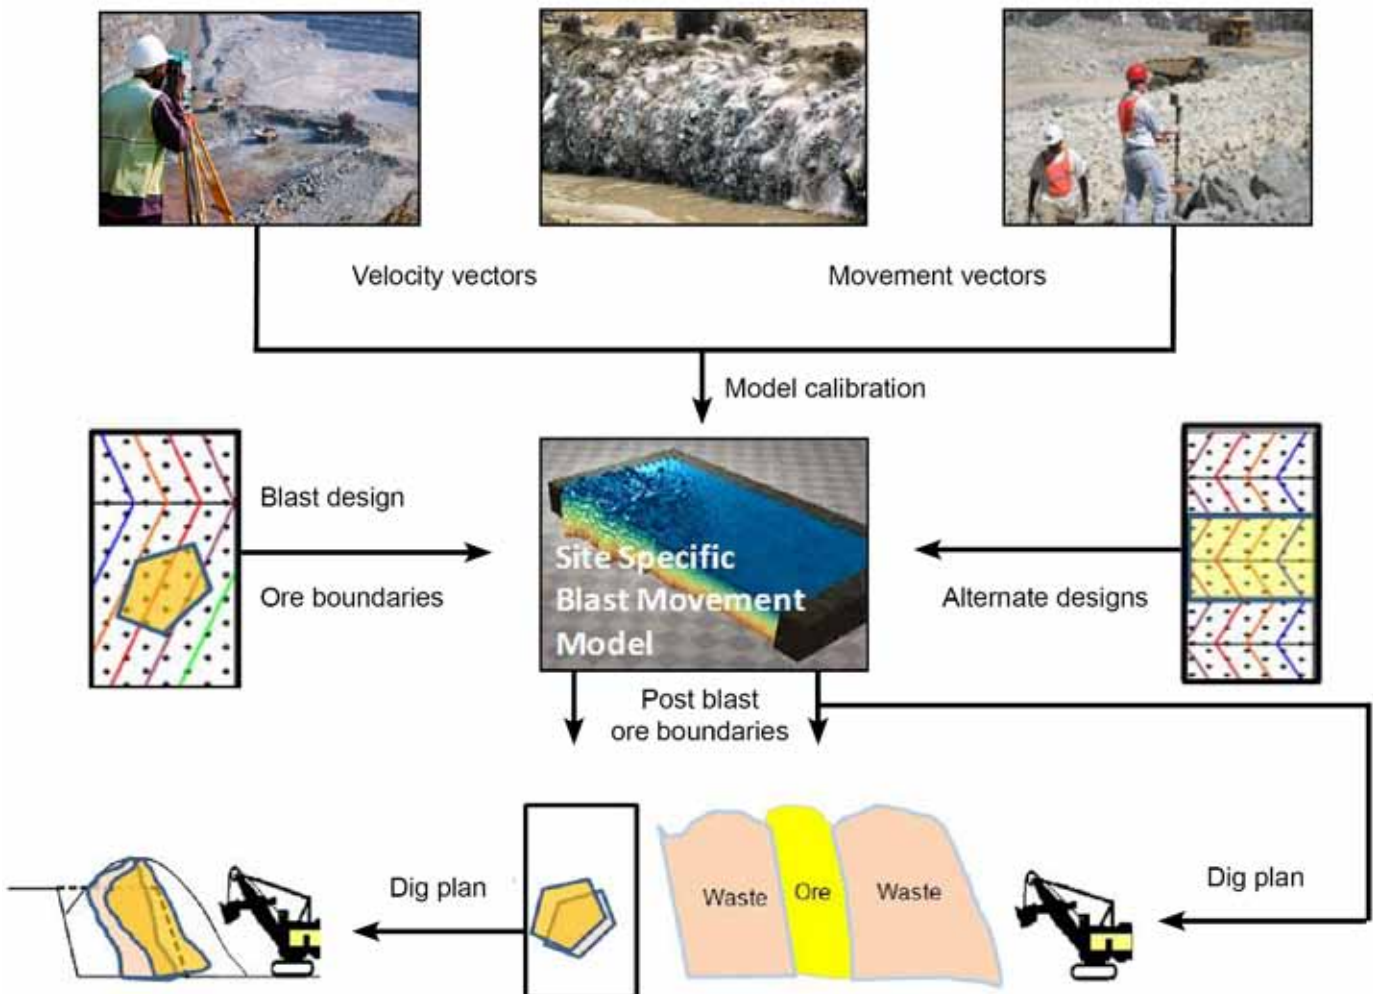 Velocity vectors
Movement vectors
Model calibration
Blast design
Ore boundaries
Site Specific
Blast Movement
Model
Alternate designs
Post blast
ore boundaries
Dig plan
Waste
Ore
Waste
Dig plan